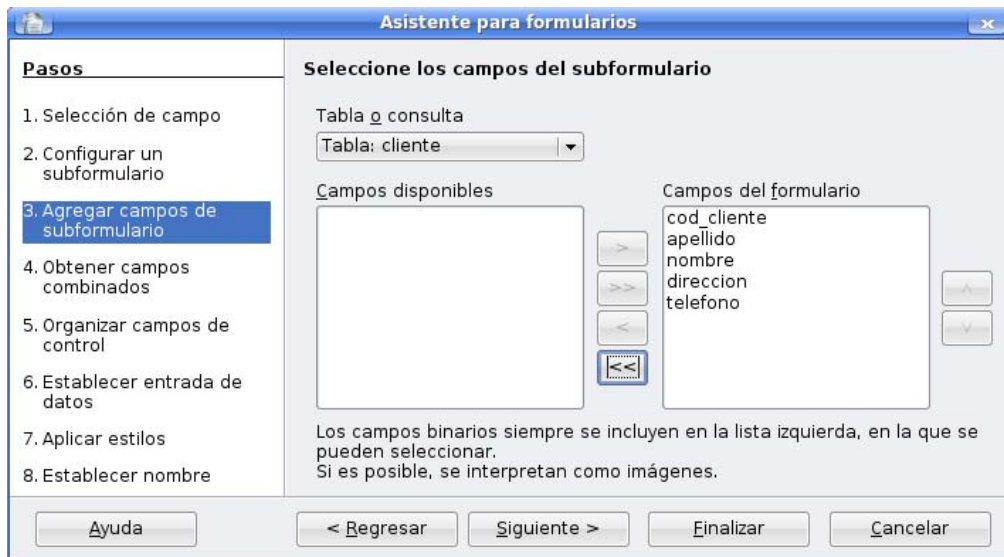 Asistente para formularios
Pasos
1. Selección de campo
2. Configurar un
subformulario
3. Agregar campos de
subformulario
4. Obtener campos
combinados
5. Organizar campos de
control
6. Establecer entrada de
datos
7. Aplicar estilos
8. Establecer nombre
Seleccione los campos del subformulario
Tabla o consulta
Tabla: cliente
Campos disponibles
Campos del formulario
cod_cliente
apellido
nombre
direccion
telefono
>
>>
<
<<
^
v
Los campos binarios siempre se incluyen en la lista izquierda, en la que se
pueden seleccionar.
Si es posible, se interpretan como imágenes.
Ayuda
< Regresar
Siguiente >
Finalizar
Cancelar